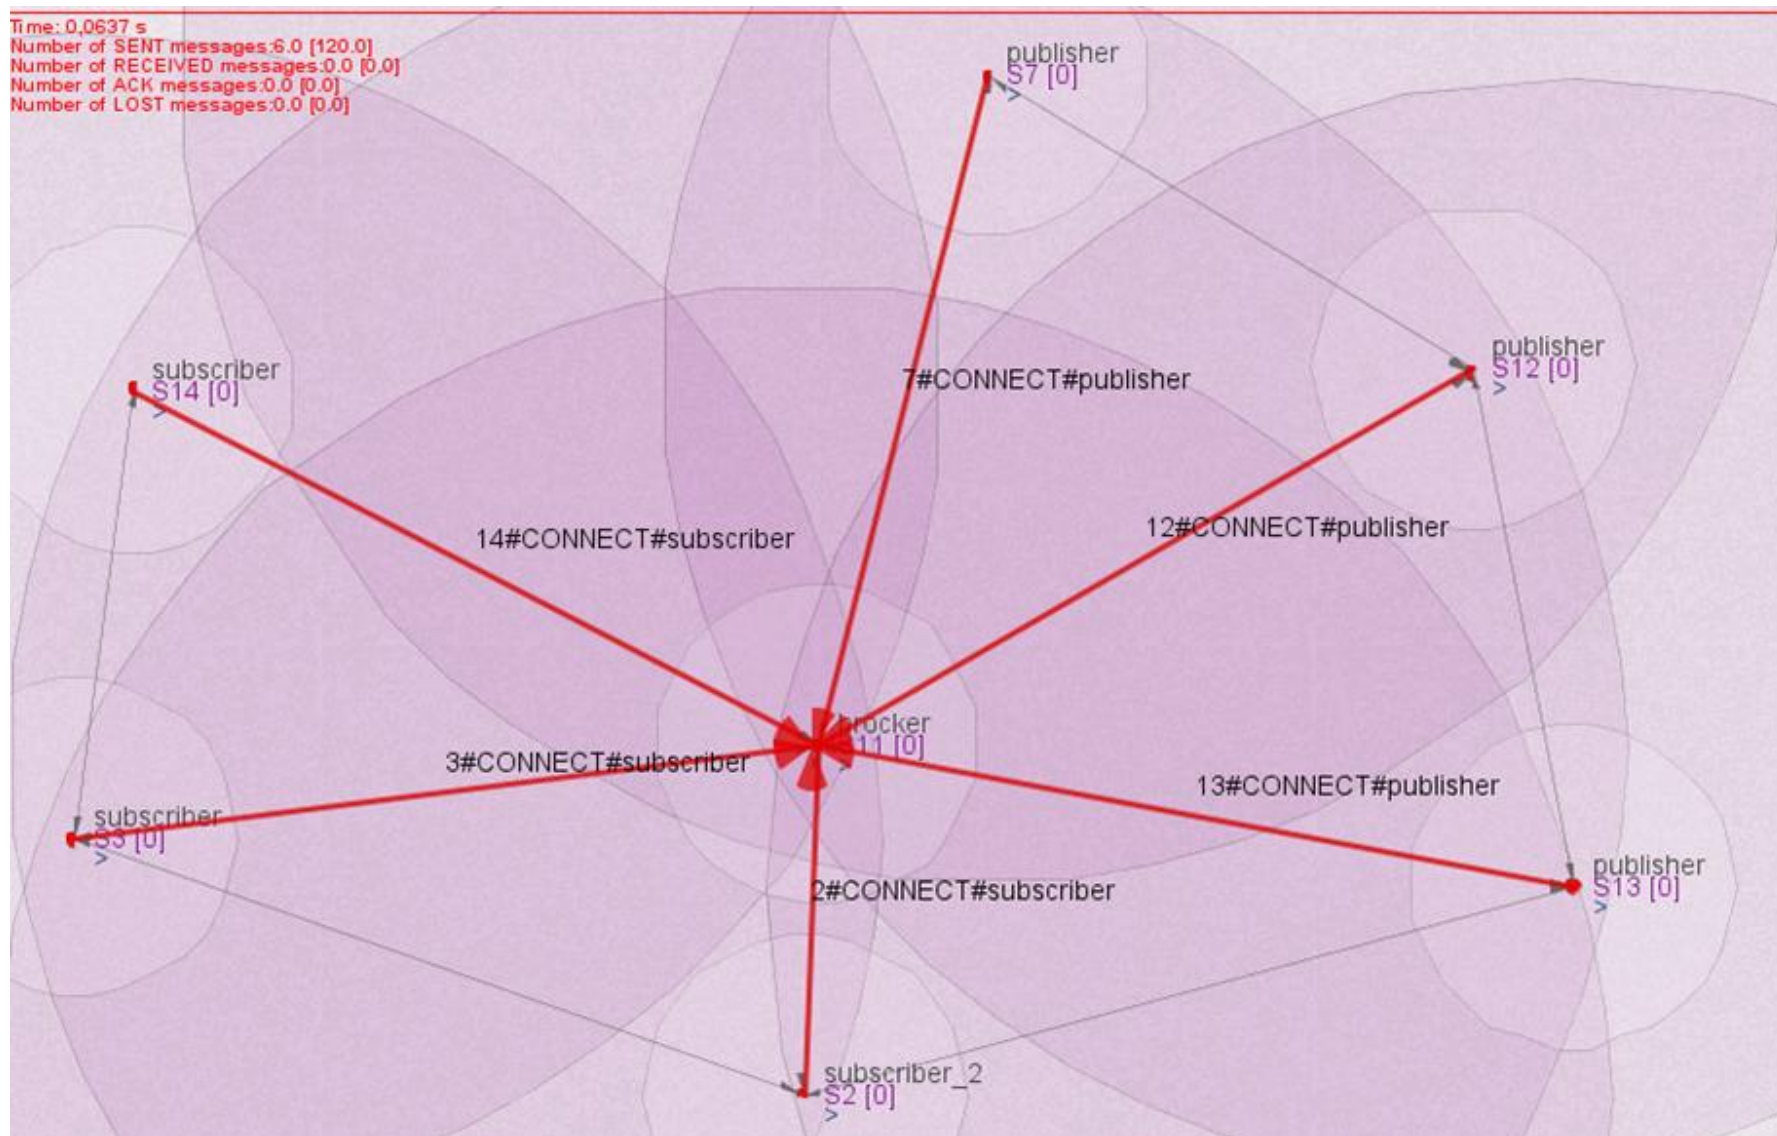 Time: 0,0637 s
Number of SENT messages:6.0 [120.0]
Number of RECEIVED messages:0.0 [0.0]
Number of ACK messages:0.0 [0.0]
Number of LOST messages:0.0 [0.0]
publisher
S7 [0]
>
publisher
S12 [0]
>
subscriber
S14 [0]
>
7#CONNECT#publisher
12#CONNECT#publisher
14#CONNECT#subscriber
brocker
11 [0]
>
3#CONNECT#subscriber
13#CONNECT#publisher
subscriber
S3 [0]
>
publisher
S13 [0]
>
2#CONNECT#subscriber
subscriber_2
S2 [0]
>